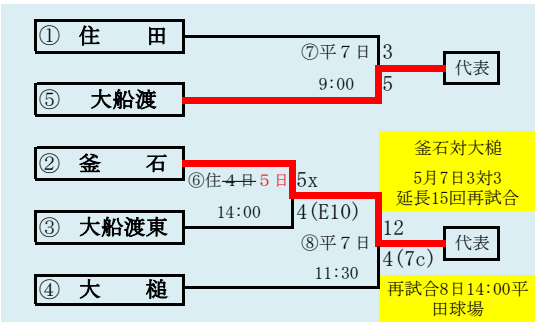 ① 住 田
⑦平７日 3
代表
9:00 5
⑤ 大船渡
釜石対大槌
② 釜 石
5月7日3対3
⑥住4日５日 5x
延長15回再試合
14:00 4(E10)
③ 大船渡東
12
⑧平７日
代表
4(7c)
11:30
④ 大 槌
再試合8日14:00平
田球場